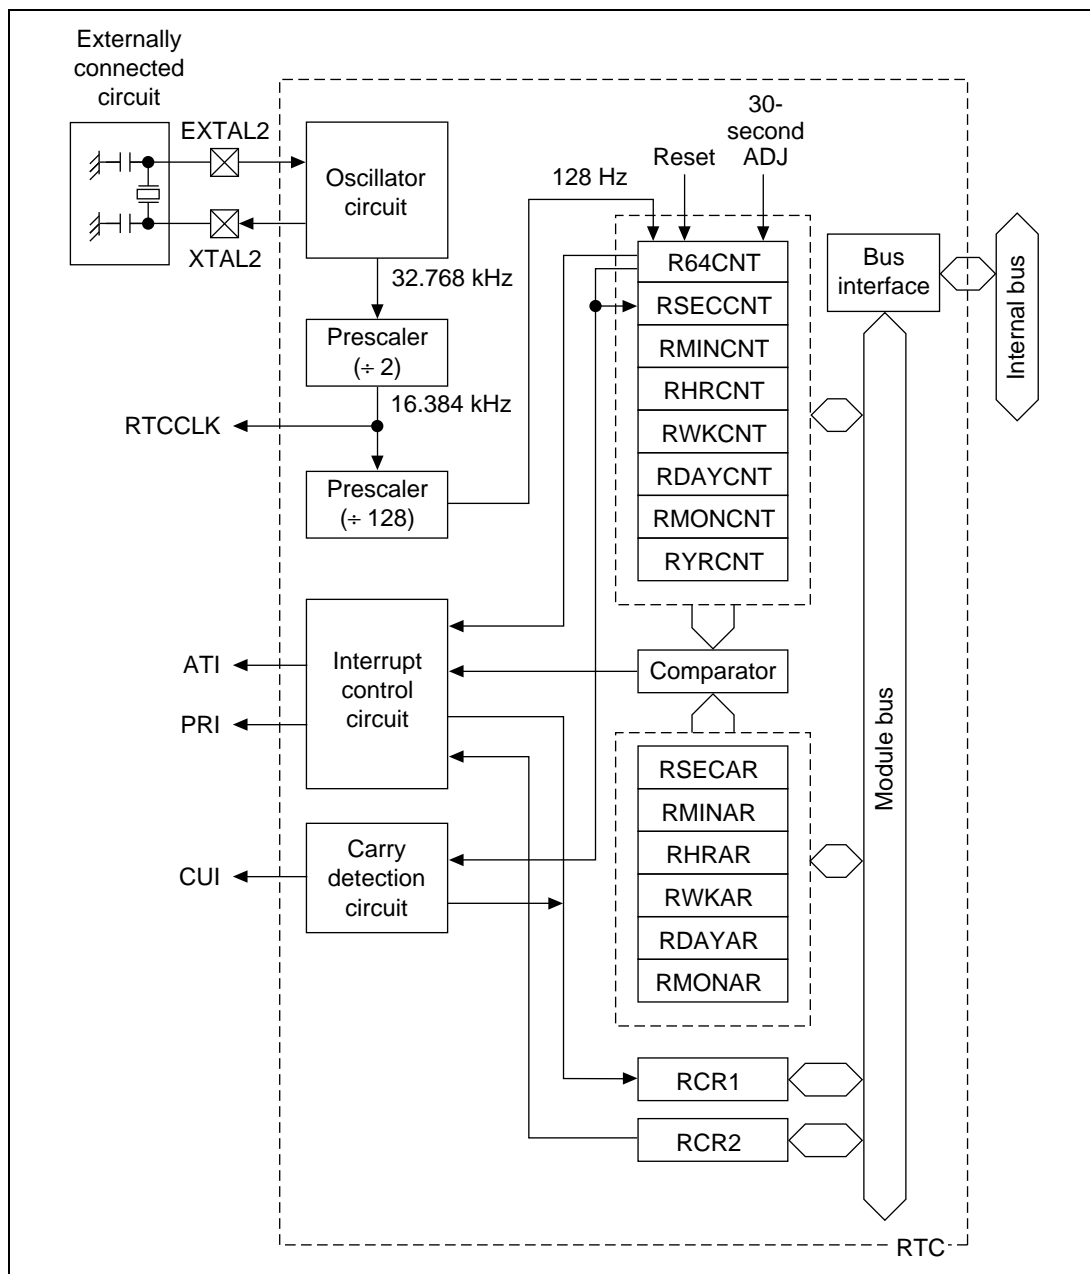 Externally
connected
circuit
EXTAL2
XTAL2
Oscillator
circuit
32.768 kHz
Prescaler
(÷ 2)
16.384 kHz
RTCCLK
Prescaler
(÷ 128)
128 Hz
Reset
30-
second
ADJ
R64CNT
RSECCNT
RMINCNT
RHRCNT
RWKCNT
RDAYCNT
RMONCNT
RYRCNT
Bus
interface
Internal bus
Interrupt
control
circuit
ATI
PRI
Comparator
Module bus
RSECAR
RMINAR
RHRAR
RWKAR
RDAYAR
RMONAR
Carry
detection
circuit
CUI
RCR1
RCR2
RTC